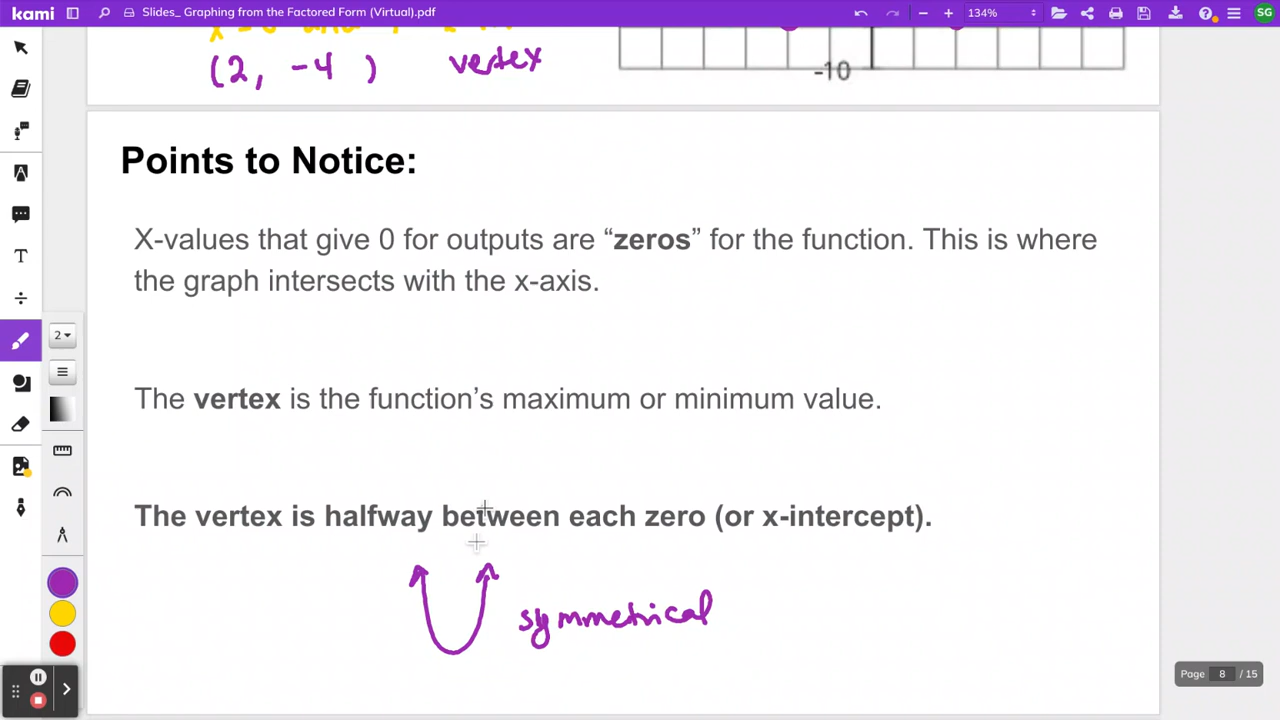 kami
Slides_ Graphing from the Factored Form (Virtual).pdf
134%
SG
(2, -4 ) vertex
-10
Points to Notice:
X-values that give 0 for outputs are “zeros” for the function. This is where
the graph intersects with the x-axis.
The vertex is the function’s maximum or minimum value.
The vertex is halfway between each zero (or x-intercept).
symmetrical
2
Page 8 / 15